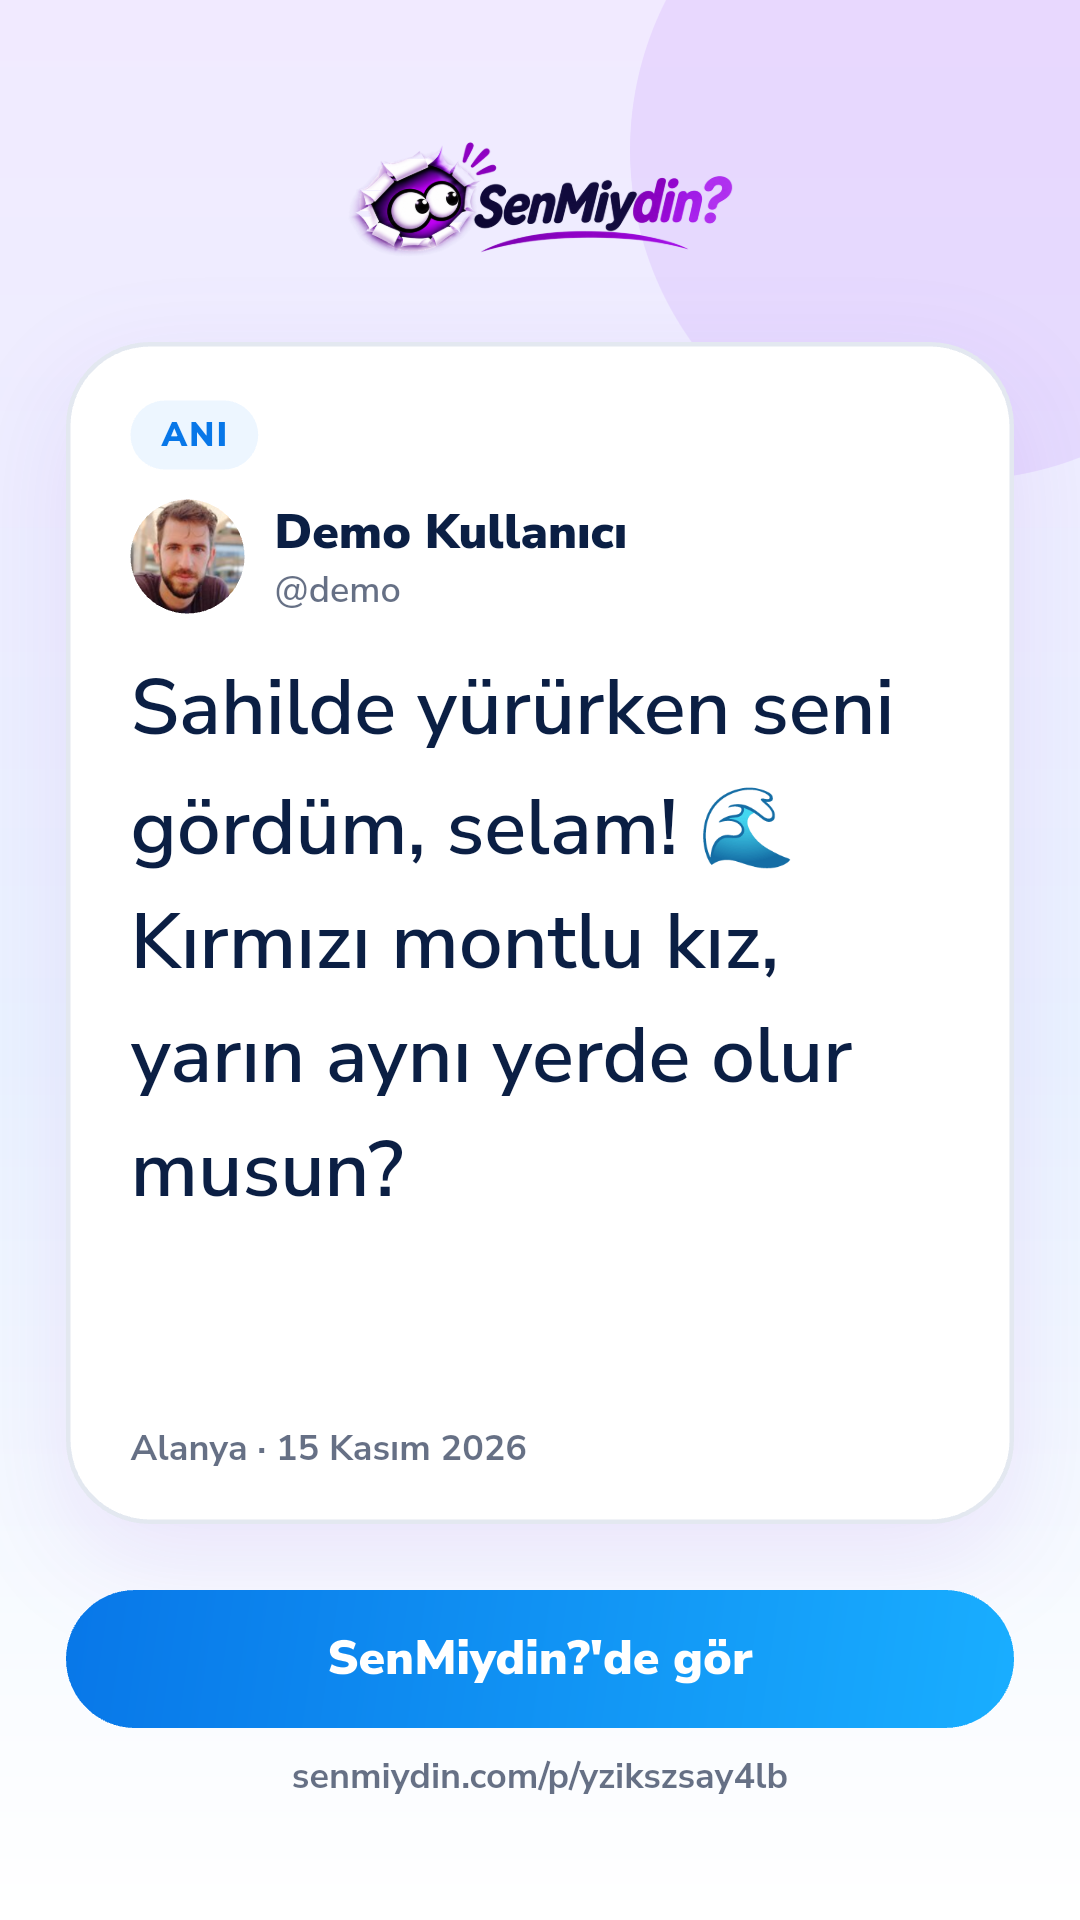 SenMiydin?
ANI
Demo Kullanıcı
@demo
Sahilde yürürken seni
gördüm, selam! 🌊
Kırmızı montlu kız,
yarın aynı yerde olur
musun?
Alanya · 15 Kasım 2026
SenMiydin?'de gör
senmiydin.com/p/yzikszsay4lb